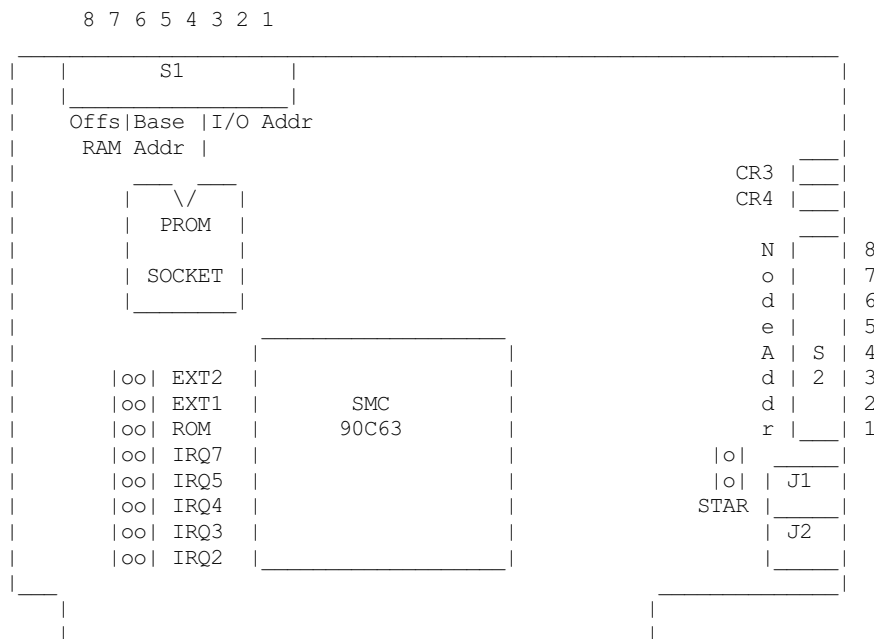 8 7 6 5 4 3 2 1
S1
Offs|Base |I/O Addr
RAM Addr |
CR3
CR4
PROM
N 8
o 7
SOCKET d 6
e 5
A S 4
EXT2 d 2 3
EXT1 SMC d 2
ROM 90C63 r 1
IRQ7 |o|
IRQ5 |o| J1
IRQ4 STAR
IRQ3 J2
IRQ2